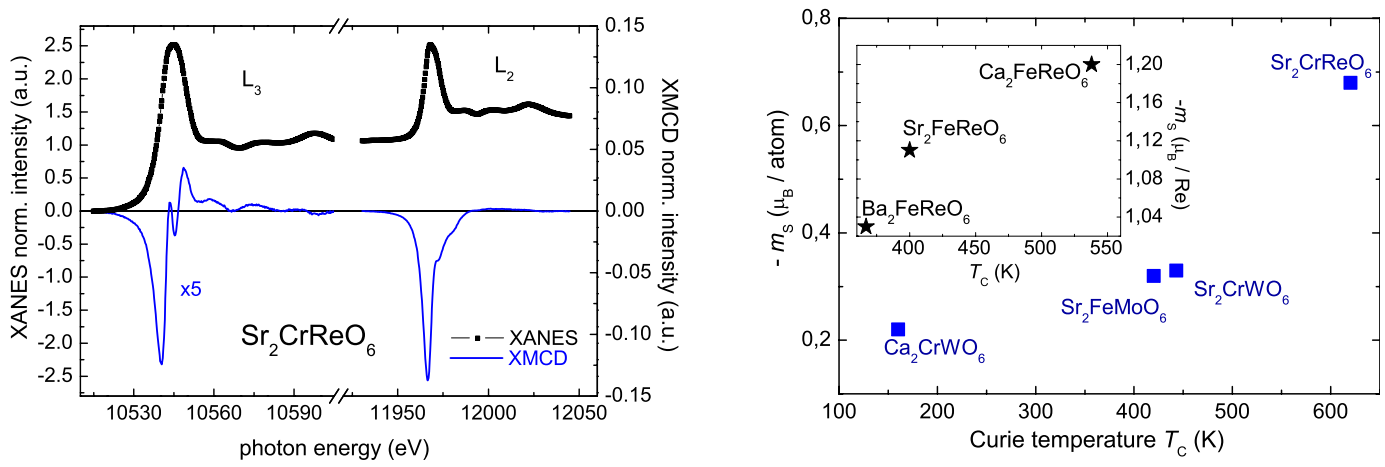 XANES norm. intensity (a.u.)
2.5
2.0
1.5
1.0
0.5
0.0
-0.5
-1.0
-1.5
-2.0
-2.5
L₃
L₂
x5
Sr₂CrReO₆
XANES
XMCD
0.15
0.10
0.05
0.00
-0.05
-0.10
-0.15
XMCD norm. intensity (a.u.)
10530 10560 10590 11950 12000 12050
photon energy (eV)
- mₛ (μ_B / atom)
0,8
0,6
0,4
0,2
Sr₂CrReO₆
Sr₂CrWO₆
Sr₂FeMoO₆
Ca₂CrWO₆
Ca₂FeReO₆
Sr₂FeReO₆
Ba₂FeReO₆
1,20
1,16
1,12
1,08
1,04
-mₛ (μ_B / Re)
400 450 500 550
T_C (K)
100 200 300 400 500 600
Curie temperature T_C (K)